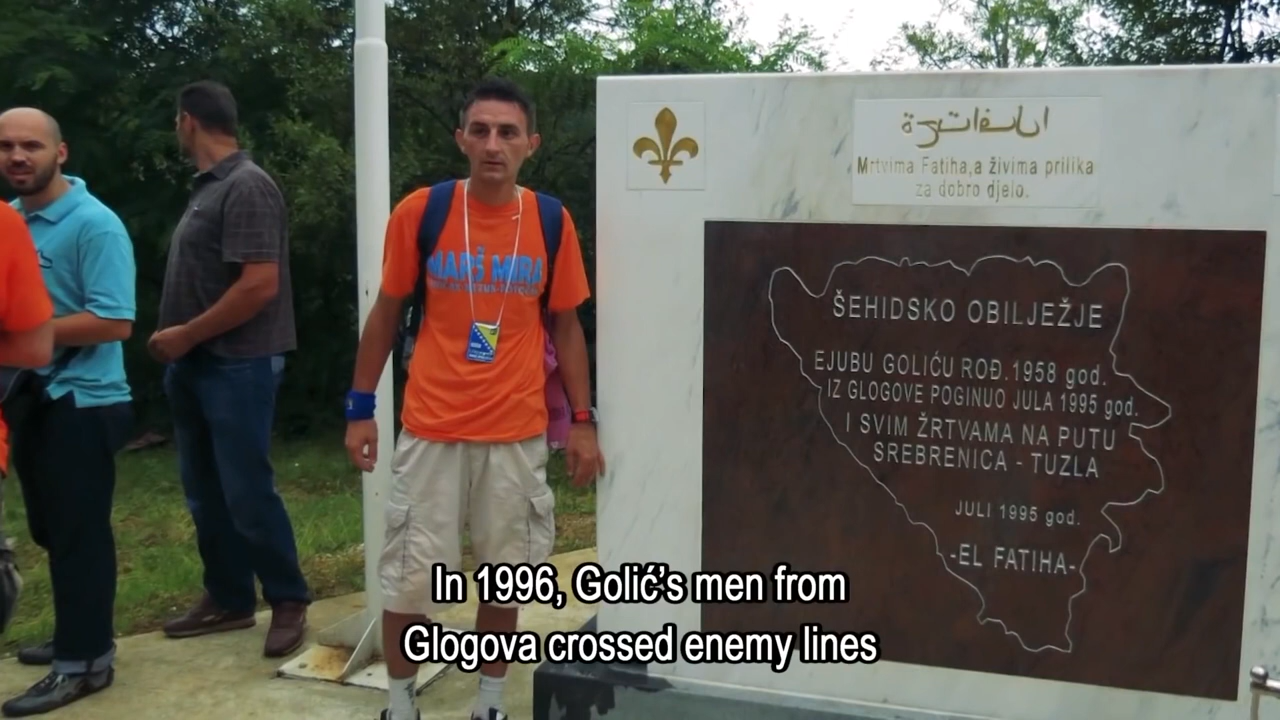 MARŠ MIRA
Mrtvima Fatiha,a živima prilika
za dobro djelo.
ŠEHIDSKO OBILJEŽJE
EJUBU GOLIĆU ROĐ.1958 god.
IZ GLOGOVE POGINUO JULA 1995 god.
I SVIM ŽRTVAMA NA PUTU
SREBRENICA - TUZLA
JULI 1995 god.
-EL FATIHA-
In 1996, Golić’s men from
Glogova crossed enemy lines